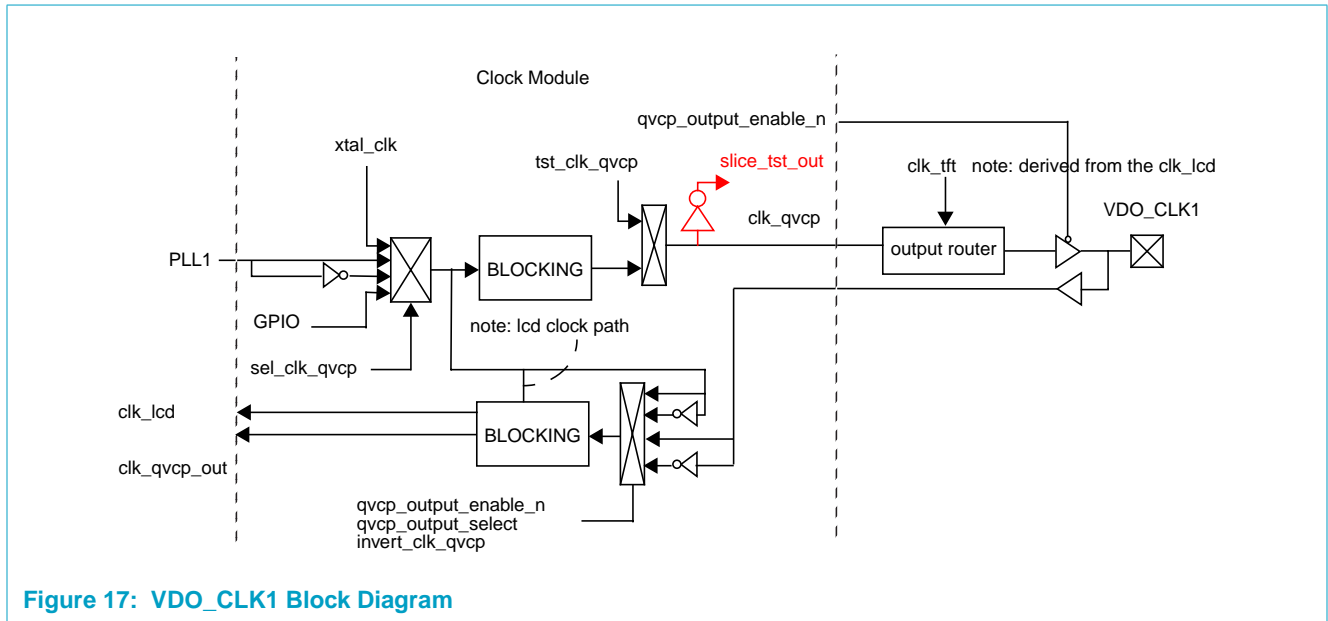 Clock Module
qvcp_output_enable_n
xtal_clk
tst_clk_qvcp
slice_tst_out
clk_tft note: derived from the clk_lcd
clk_qvcp
VDO_CLK1
PLL1
BLOCKING
output router
GPIO
note: lcd clock path
sel_clk_qvcp
clk_lcd
BLOCKING
clk_qvcp_out
qvcp_output_enable_n
qvcp_output_select
invert_clk_qvcp
Figure 17: VDO_CLK1 Block Diagram